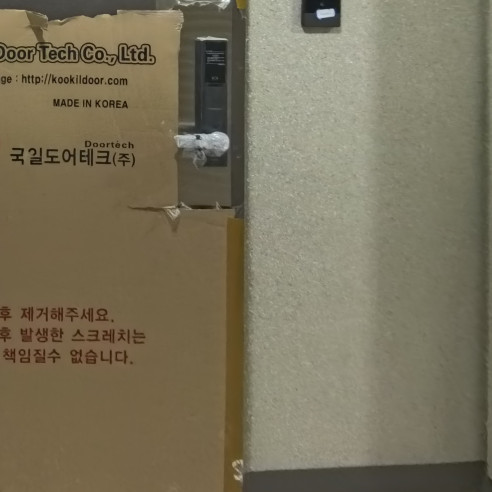 Door Tech Co., Ltd.
ge : http://kookildoor.com
MADE IN KOREA
Doortech
국길도어테크(주)
후 제거해주세요.
후 발생한 스크레치는
책임질수 없습니다.